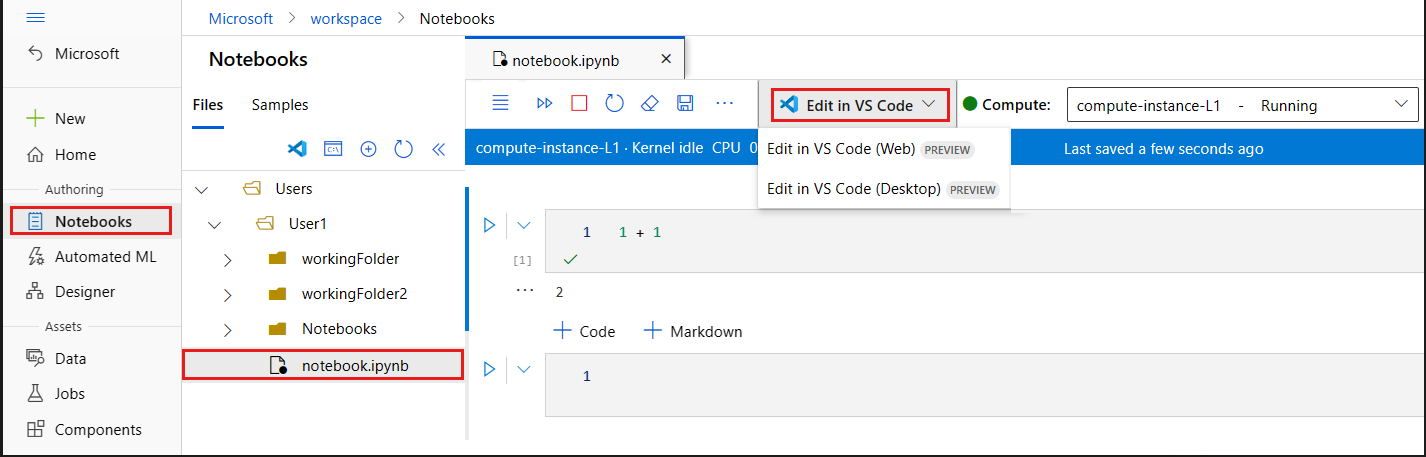 Microsoft > workspace > Notebooks
Microsoft
New
Home
Authoring
Notebooks
Automated ML
Designer
Assets
Data
Jobs
Components
Notebooks
Files Samples
Users
User1
workingFolder
workingFolder2
Notebooks
notebook.ipynb
notebook.ipynb
Edit in VS Code
Compute: compute-instance-L1 - Running
compute-instance-L1 · Kernel idle CPU 0
Last saved a few seconds ago
Edit in VS Code (Web) PREVIEW
Edit in VS Code (Desktop) PREVIEW
1 1 + 1
[1]
2
Code Markdown
1